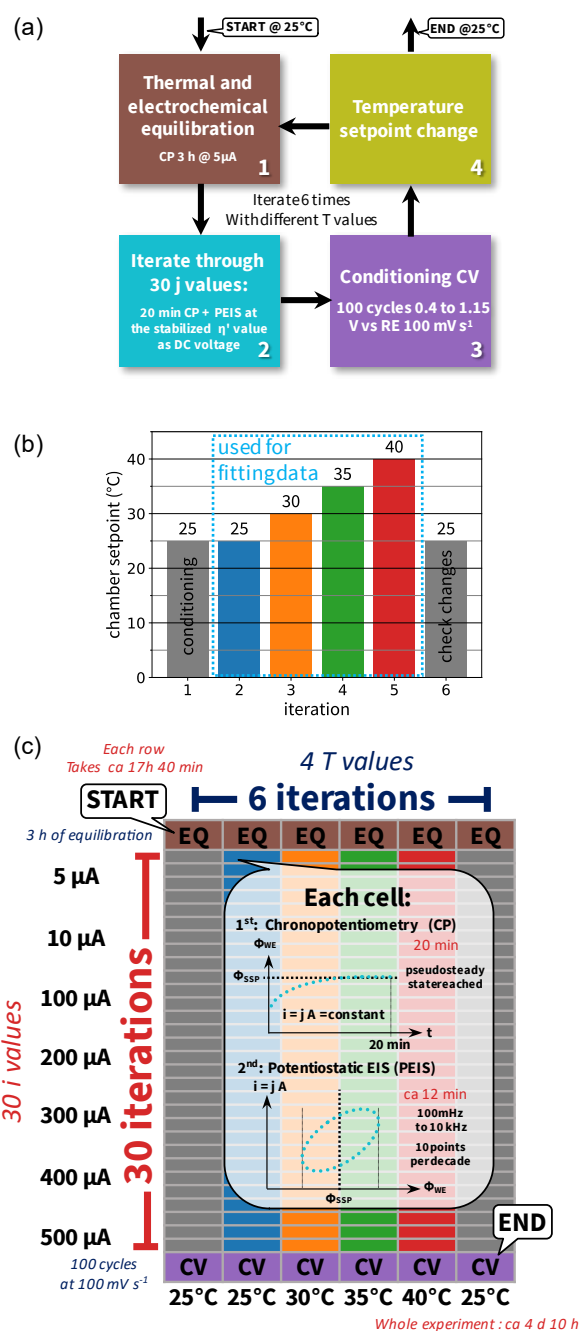 (a)
START @ 25°C
END @25°C
Thermal and
electrochemical
equilibration
CP 3 h @ 5µA
1
Temperature
setpoint change
4
Iterate 6 times
With different T values
Iterate through
30 j values:
20 min CP + PEIS at
the stabilized η' value
as DC voltage
2
Conditioning CV
100 cycles 0.4 to 1.15
V vs RE 100 mV s¹
3
(b)
used for
fitting data
chamber setpoint (°C)
40
30
20
10
0
25
25
30
35
40
25
conditioning
check changes
1 2 3 4 5 6
iteration
(c)
Each row
Takes ca 17h 40 min
4 T values
6 iterations
START
3 h of equilibration
EQ EQ EQ EQ EQ EQ
30 i values
30 iterations
5 µA
10 µA
100 µA
200 µA
300 µA
400 µA
500 µA
Each cell:
1st: Chronopotentiometry (CP)
ΦWE
20 min
ΦSSP
pseudosteady
state reached
i = j A = constant
t
20 min
2nd: Potentiostatic EIS (PEIS)
i = j A
ca 12 min
100mHz
to 10 kHz
10 points
per decade
ΦSSP
ΦWE
END
100 cycles
at 100 mV s-1
CV CV CV CV CV CV
25°C 25°C 30°C 35°C 40°C 25°C
Whole experiment : ca 4 d 10 h